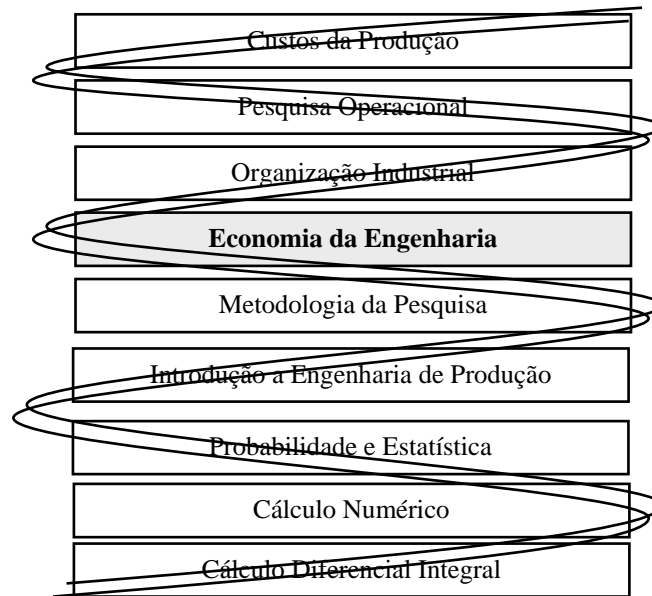 Custos da Produção
Pesquisa Operacional
Organização Industrial
Economia da Engenharia
Metodologia da Pesquisa
Introdução a Engenharia de Produção
Probabilidade e Estatística
Cálculo Numérico
Cálculo Diferencial Integral